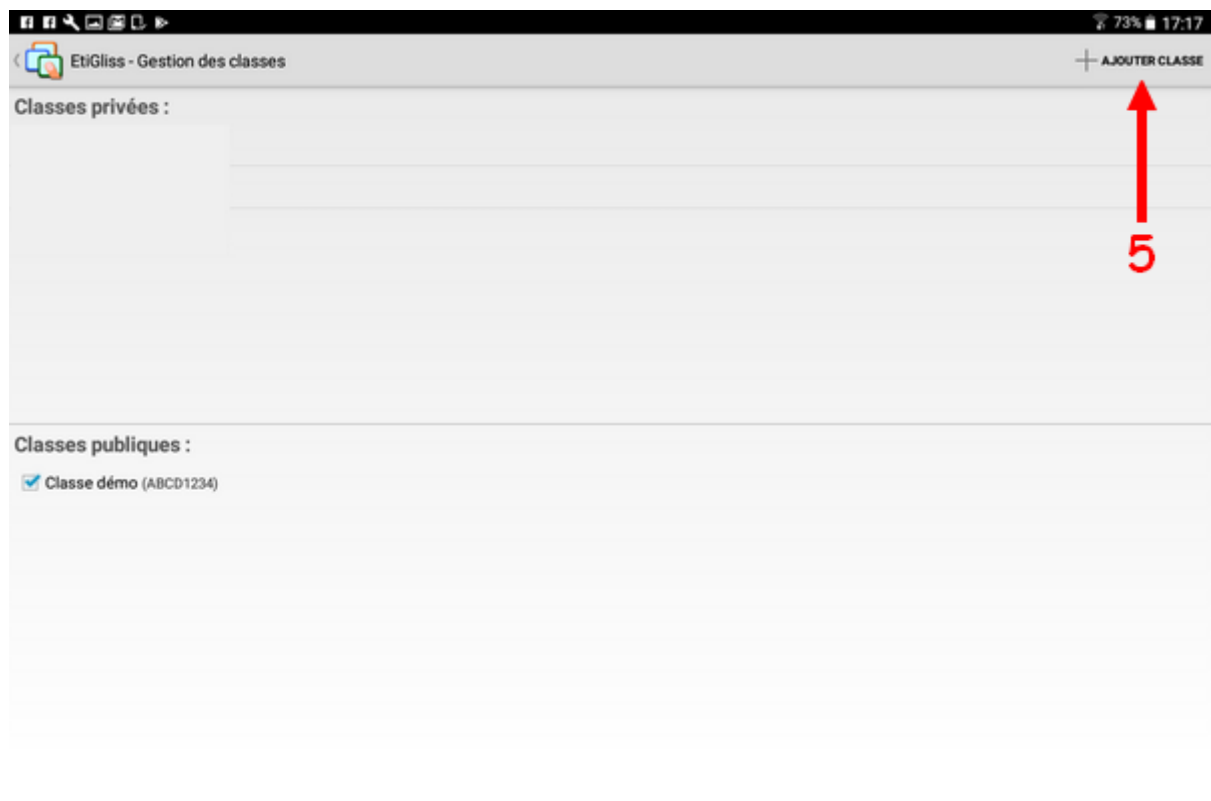 73% 17:17
EtiGliss - Gestion des classes
AJOUTER CLASSE
Classes privées :
5
Classes publiques :
Classe démo (ABCD1234)